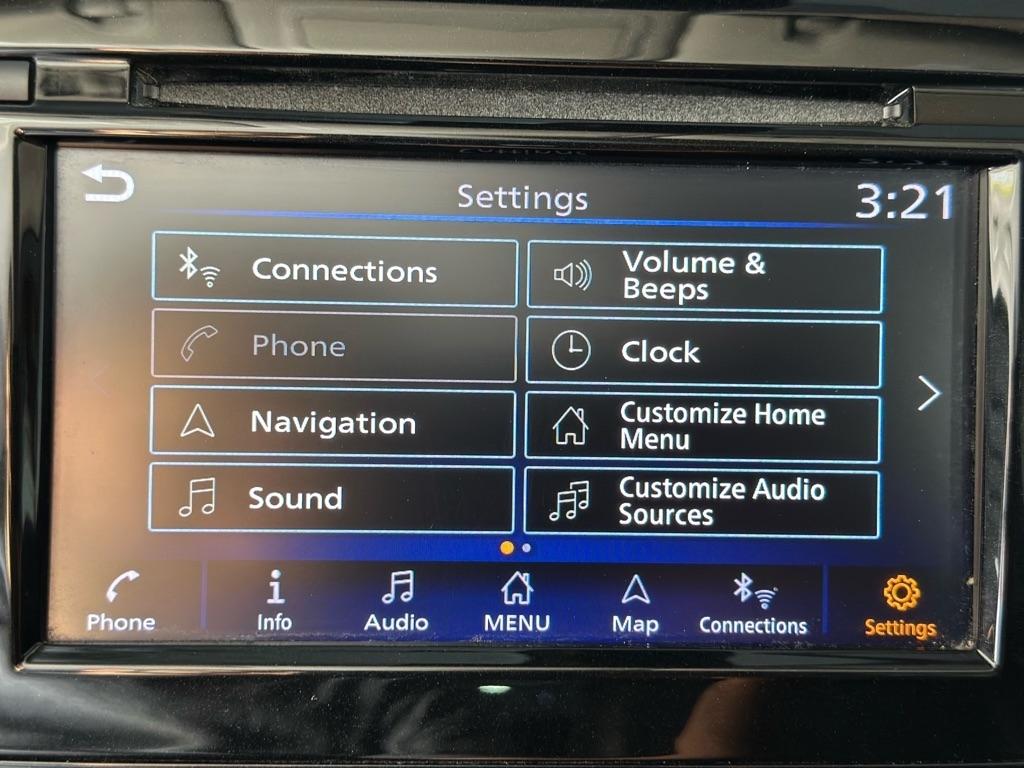 Settings
3:21
Connections
Volume &
Beeps
Phone
Clock
Navigation
Customize Home
Menu
Sound
Customize Audio
Sources
Phone
Info
Audio
MENU
Map
Connections
Settings